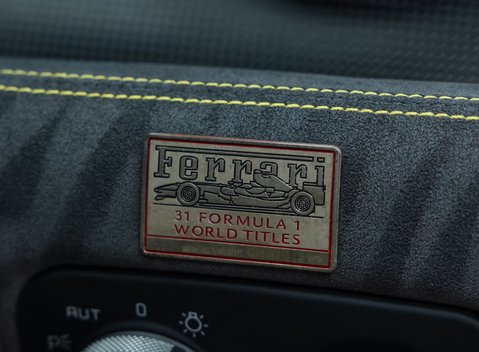 Ferrari
31 FORMULA 1
WORLD TITLES
AUT 0